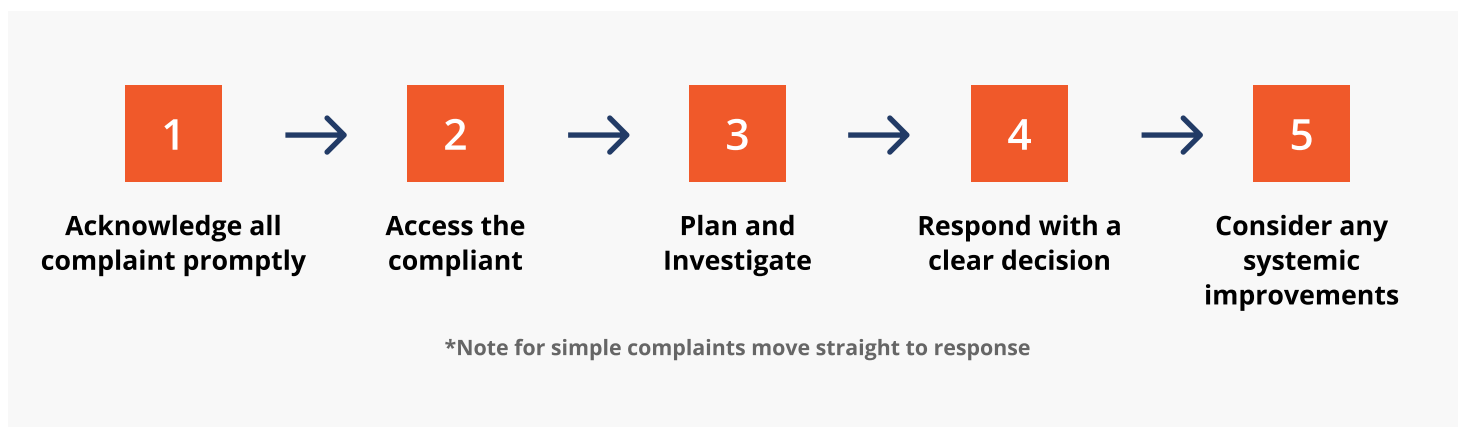 1
2
3
4
5
Acknowledge all
complaint promptly
Access the
compliant
Plan and
Investigate
Respond with a
clear decision
Consider any
systemic
improvements
*Note for simple complaints move straight to response